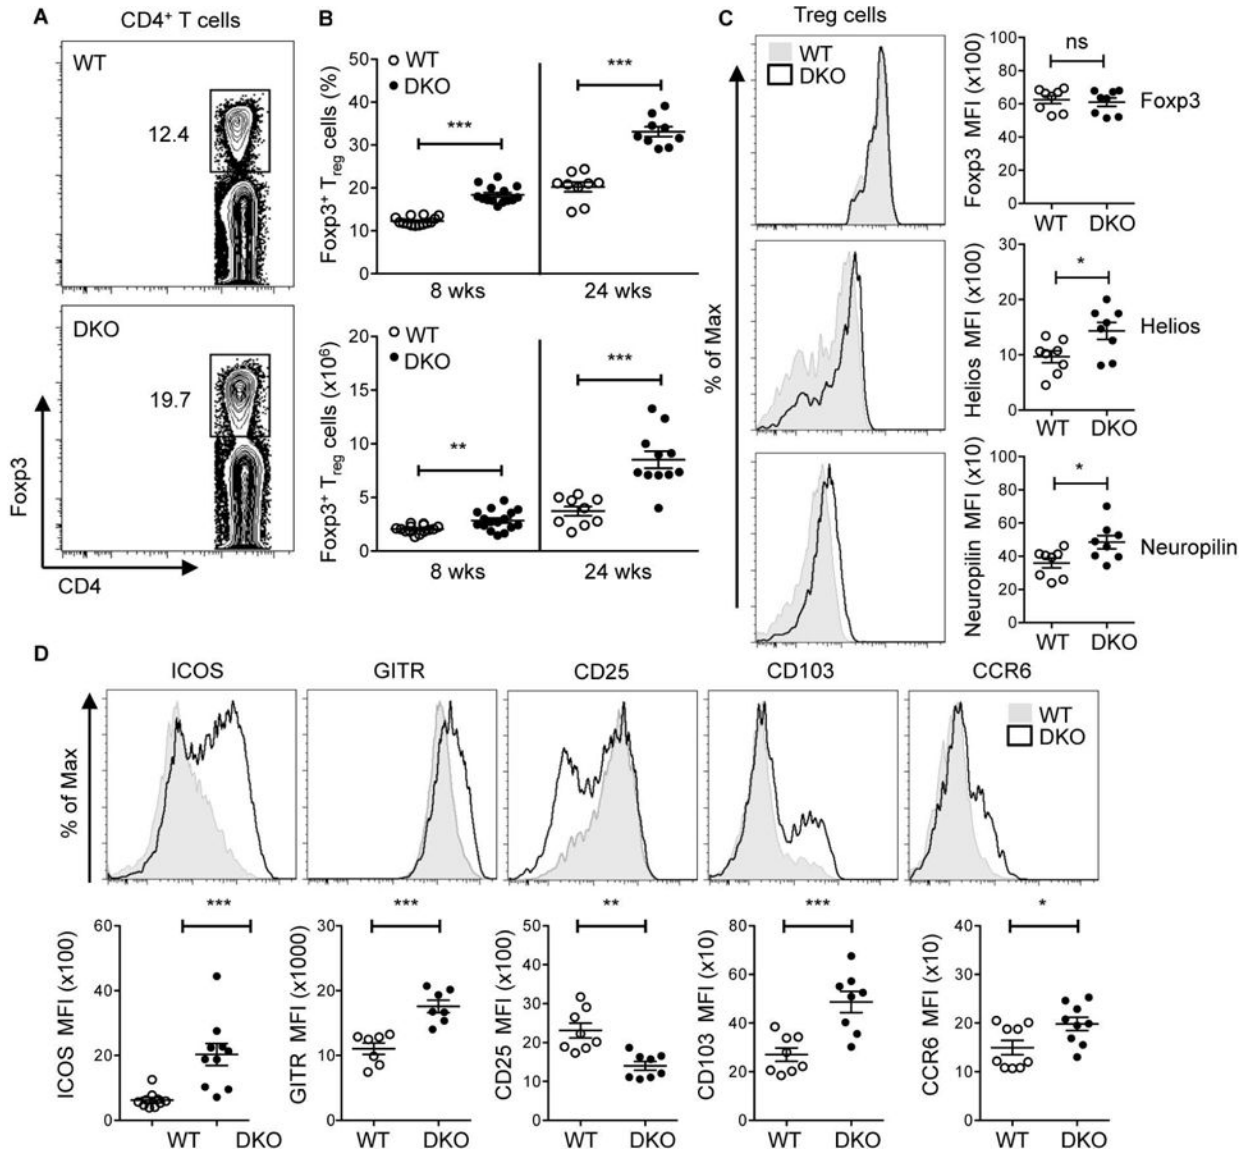 A
CD4⁺ T cells
WT
12.4
DKO
19.7
Foxp3
CD4
B
WT
DKO
Foxp3⁺ Treg cells (%)
50
40
30
20
10
0
***
***
8 wks
24 wks
WT
DKO
Foxp3⁺ Treg cells (x10⁶)
20
15
10
5
0
**
***
8 wks
24 wks
C
Treg cells
WT
DKO
% of Max
Foxp3 MFI (x100)
100
80
60
40
20
0
ns
WT DKO
Foxp3
Helios MFI (x100)
30
20
10
0
*
WT DKO
Helios
Neuropilin MFI (x10)
100
80
60
40
20
0
*
WT DKO
Neuropilin
D
ICOS
GITR
CD25
CD103
CCR6
% of Max
WT
DKO
ICOS MFI (x100)
60
40
20
0
***
WT DKO
GITR MFI (x1000)
30
20
10
0
***
WT DKO
CD25 MFI (x100)
50
40
30
20
10
0
**
WT DKO
CD103 MFI (x10)
80
60
40
20
0
***
WT DKO
CCR6 MFI (x10)
40
30
20
10
0
*
WT DKO